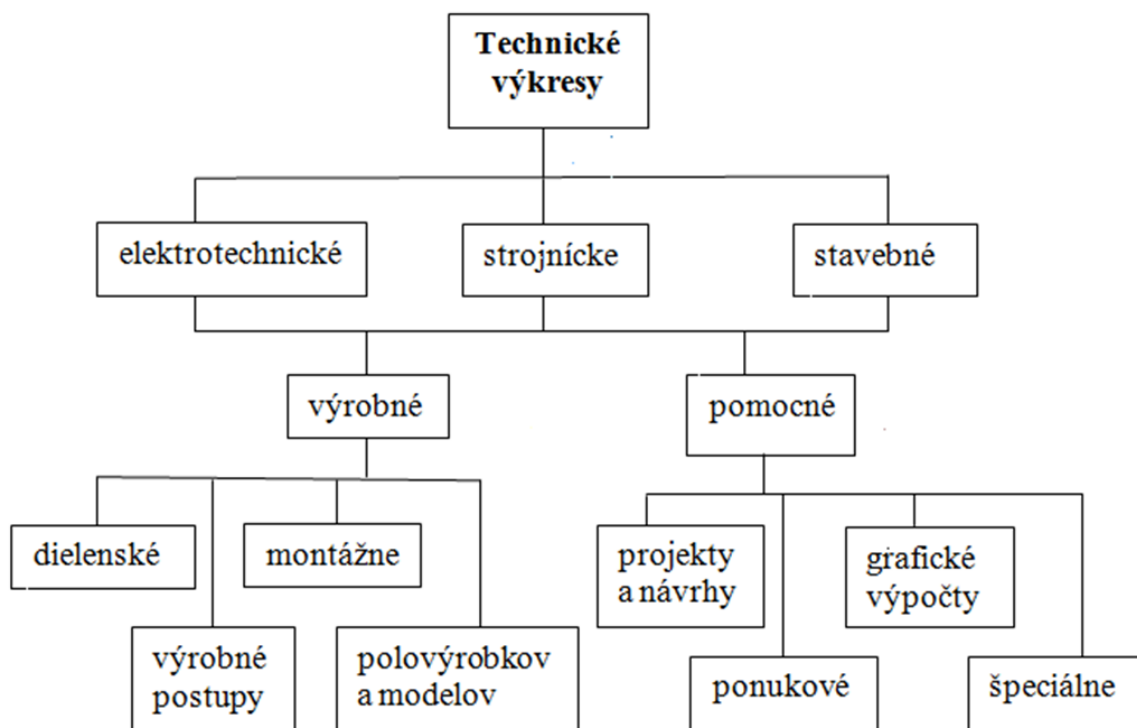 Technické
výkresy
elektrotechnické
strojnícke
stavebné
výrobné
pomocné
dielenské
montážne
projekty
a návrhy
grafické
výpočty
výrobné
postupy
polovýrobkov
a modelov
ponukové
špeciálne